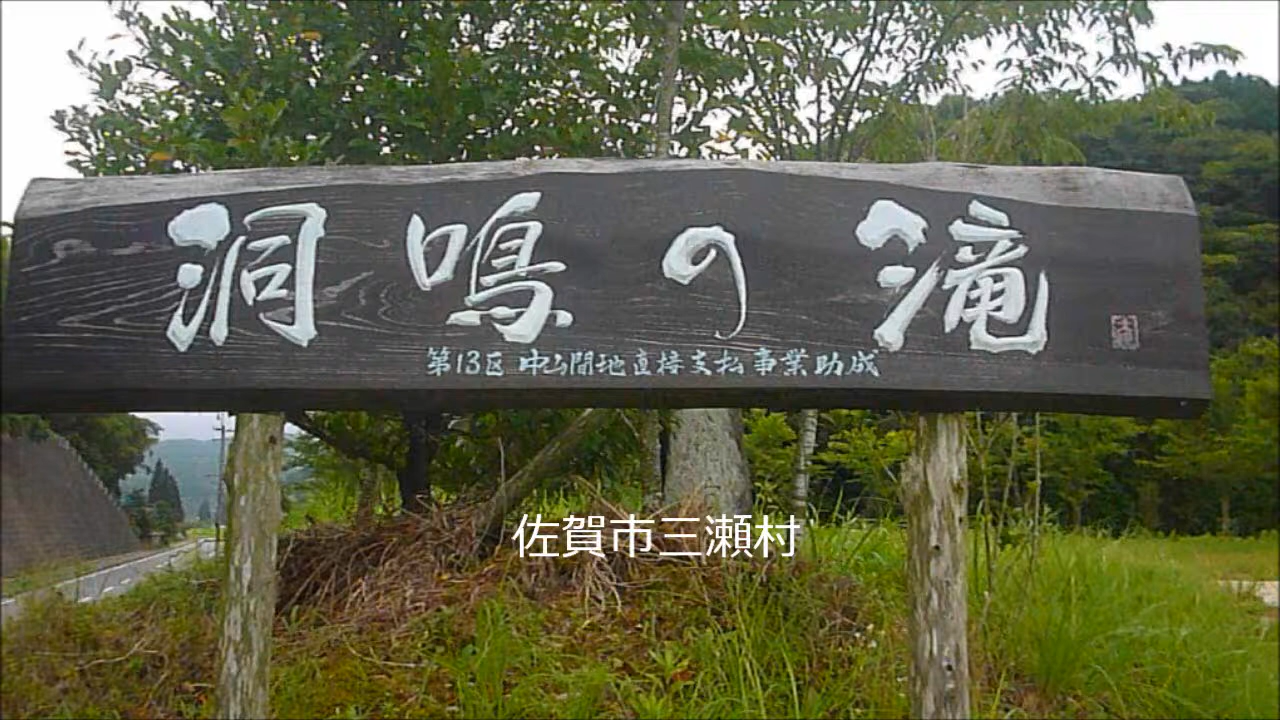 洞鳴の滝
第13区 中山間地直接支払事業助成
佐賀市三瀬村